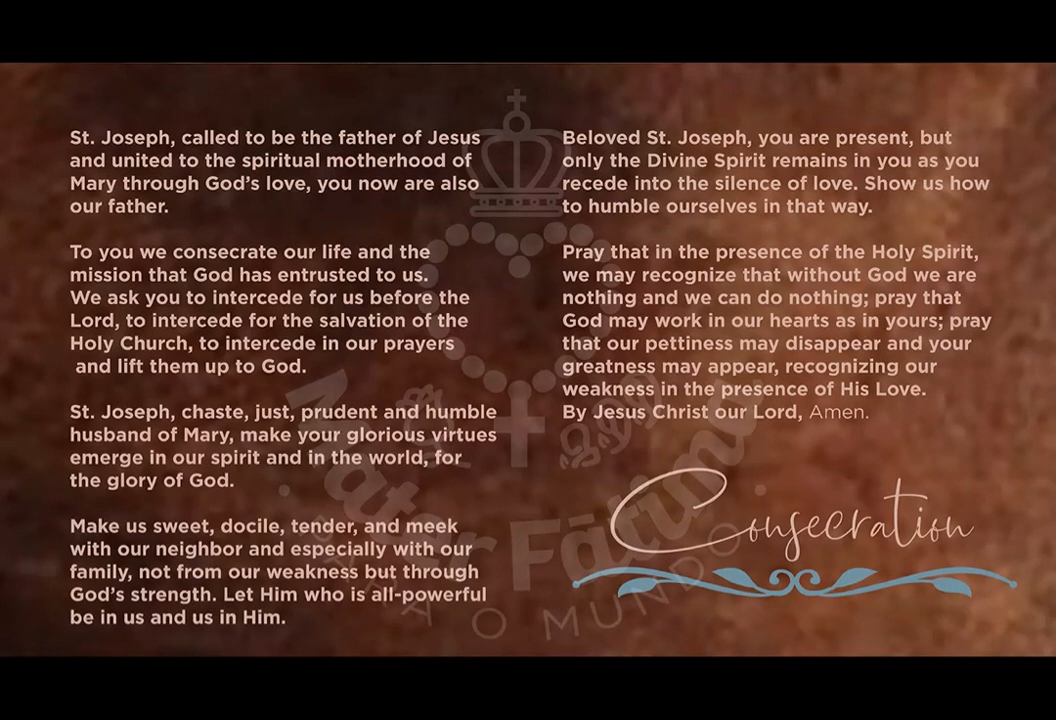 St. Joseph, called to be the father of Jesus
and united to the spiritual motherhood of
Mary through God's love, you now are also
our father.
To you we consecrate our life and the
mission that God has entrusted to us.
We ask you to intercede for us before the
Lord, to intercede for the salvation of the
Holy Church, to intercede in our prayers
and lift them up to God.
St. Joseph, chaste, just, prudent and humble
husband of Mary, make your glorious virtues
emerge in our spirit and in the world, for
the glory of God.
Make us sweet, docile, tender, and meek
with our neighbor and especially with our
family, not from our weakness but through
God's strength. Let Him who is all-powerful
be in us and us in Him.
Beloved St. Joseph, you are present, but
only the Divine Spirit remains in you as you
recede into the silence of love. Show us how
to humble ourselves in that way.
Pray that in the presence of the Holy Spirit,
we may recognize that without God we are
nothing and we can do nothing; pray that
God may work in our hearts as in yours; pray
that our pettiness may disappear and your
greatness may appear, recognizing our
weakness in the presence of His Love.
By Jesus Christ our Lord, Amen.
Consecration
Mater Fátima
O MUNDO